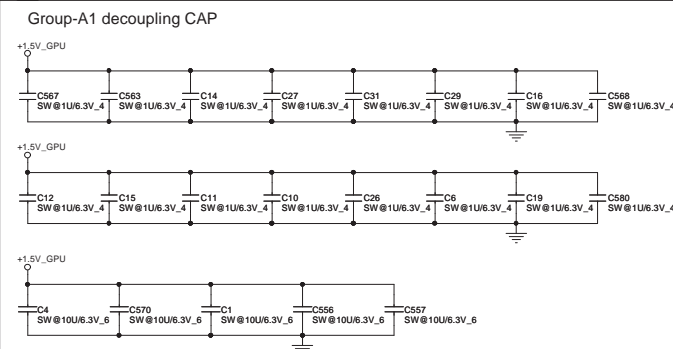 Group-A1 decoupling CAP
+1.5V_GPU
C567 C563 C14 C27 C31 C29 C16 C568
SW@1U/6.3V_4 SW@1U/6.3V_4 SW@1U/6.3V_4 SW@1U/6.3V_4 SW@1U/6.3V_4 SW@1U/6.3V_4 SW@1U/6.3V_4 SW@1U/6.3V_4
+1.5V_GPU
C12 C15 C11 C10 C26 C6 C19 C580
SW@1U/6.3V_4 SW@1U/6.3V_4 SW@1U/6.3V_4 SW@1U/6.3V_4 SW@1U/6.3V_4 SW@1U/6.3V_4 SW@1U/6.3V_4 SW@1U/6.3V_4
+1.5V_GPU
C4 C570 C1 C556 C557
SW@10U/6.3V_6 SW@10U/6.3V_6 SW@10U/6.3V_6 SW@10U/6.3V_6 SW@10U/6.3V_6